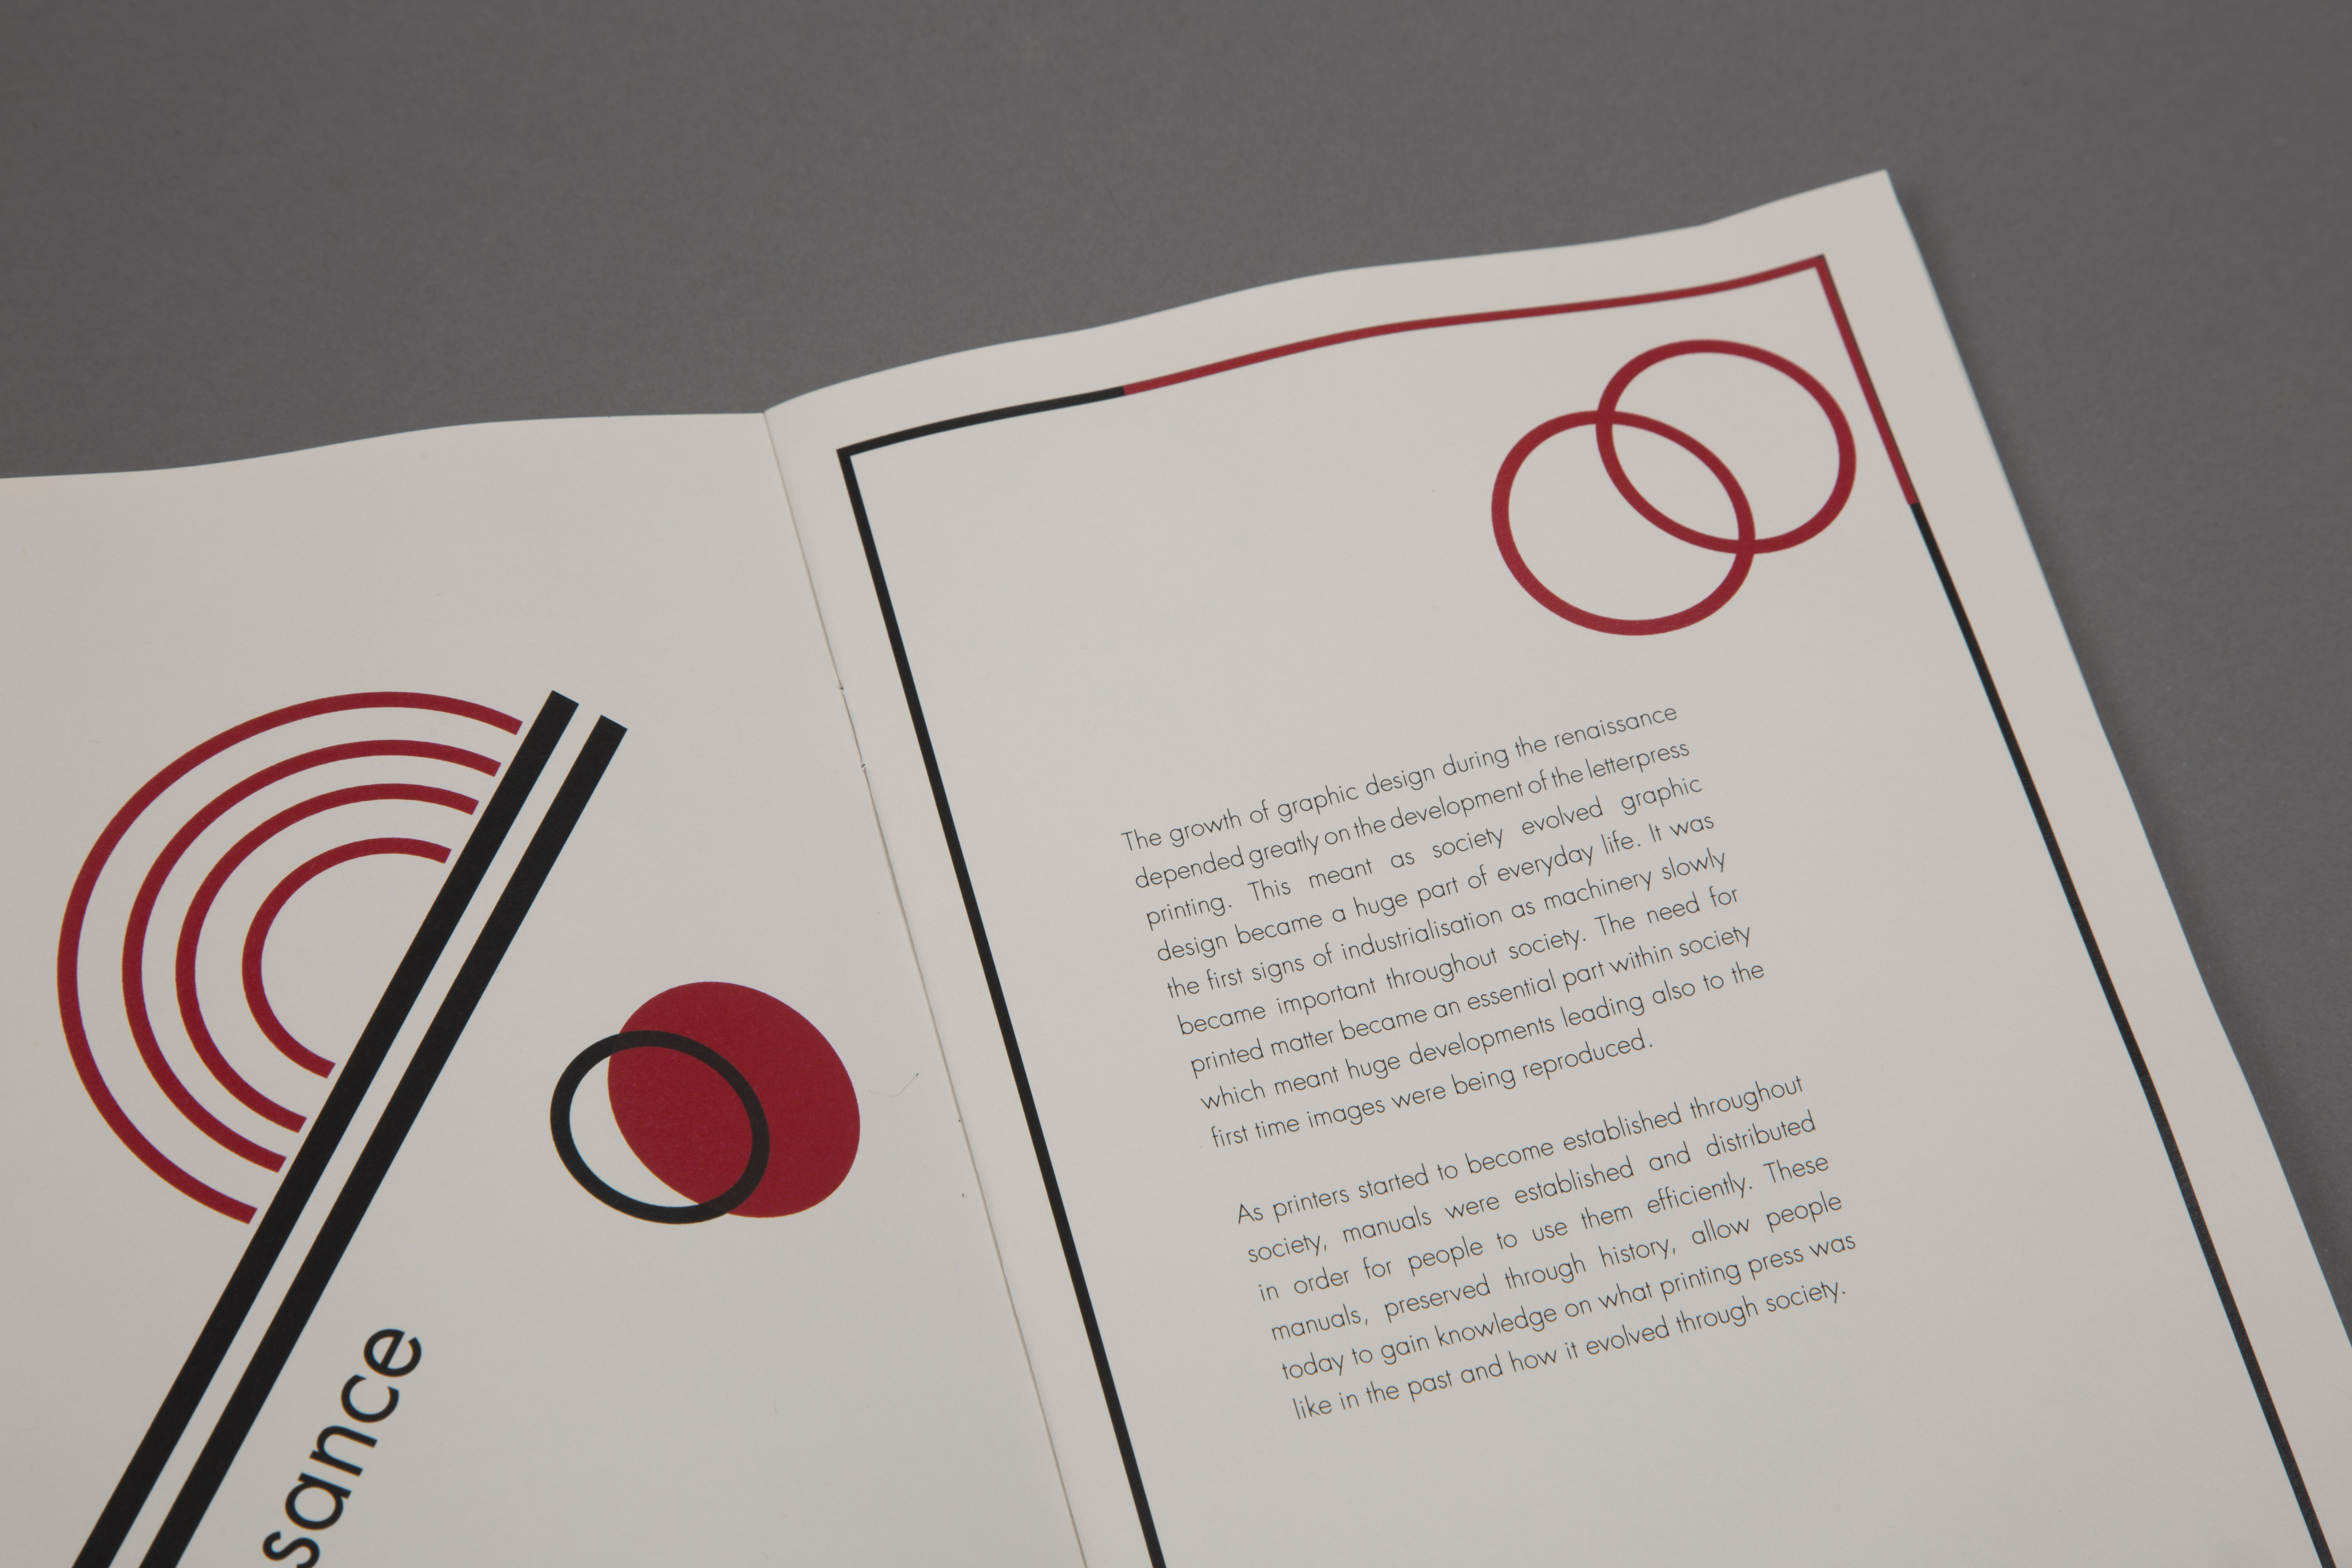 sance
The growth of graphic design during the renaissance
depended greatly on the development of the letterpress
printing. This meant as society evolved graphic
design became a huge part of everyday life. It was
the first signs of industrialisation as machinery slowly
became important throughout society. The need for
printed matter became an essential part within society
which meant huge developments leading also to the
first time images were being reproduced.
As printers started to become established throughout
society, manuals were established and distributed
in order for people to use them efficiently. These
manuals, preserved through history, allow people
today to gain knowledge on what printing press was
like in the past and how it evolved through society.